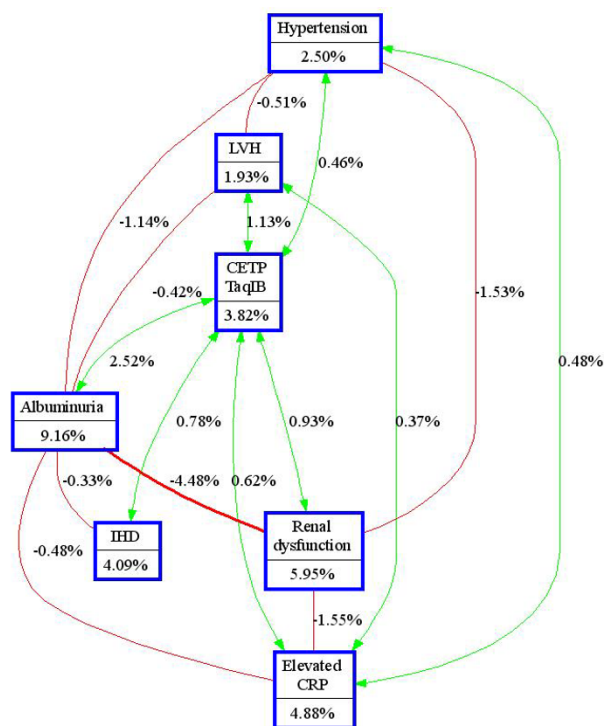 Hypertension
2.50%
-0.51%
LVH
1.93%
0.46%
-1.14%
1.13%
CETP
TaqIB
3.82%
-0.42%
-1.53%
2.52%
0.48%
Albuminuria
9.16%
0.78%
0.93%
0.37%
-0.33%
-4.48%
0.62%
IHD
4.09%
Renal
dysfunction
5.95%
-0.48%
-1.55%
Elevated
CRP
4.88%